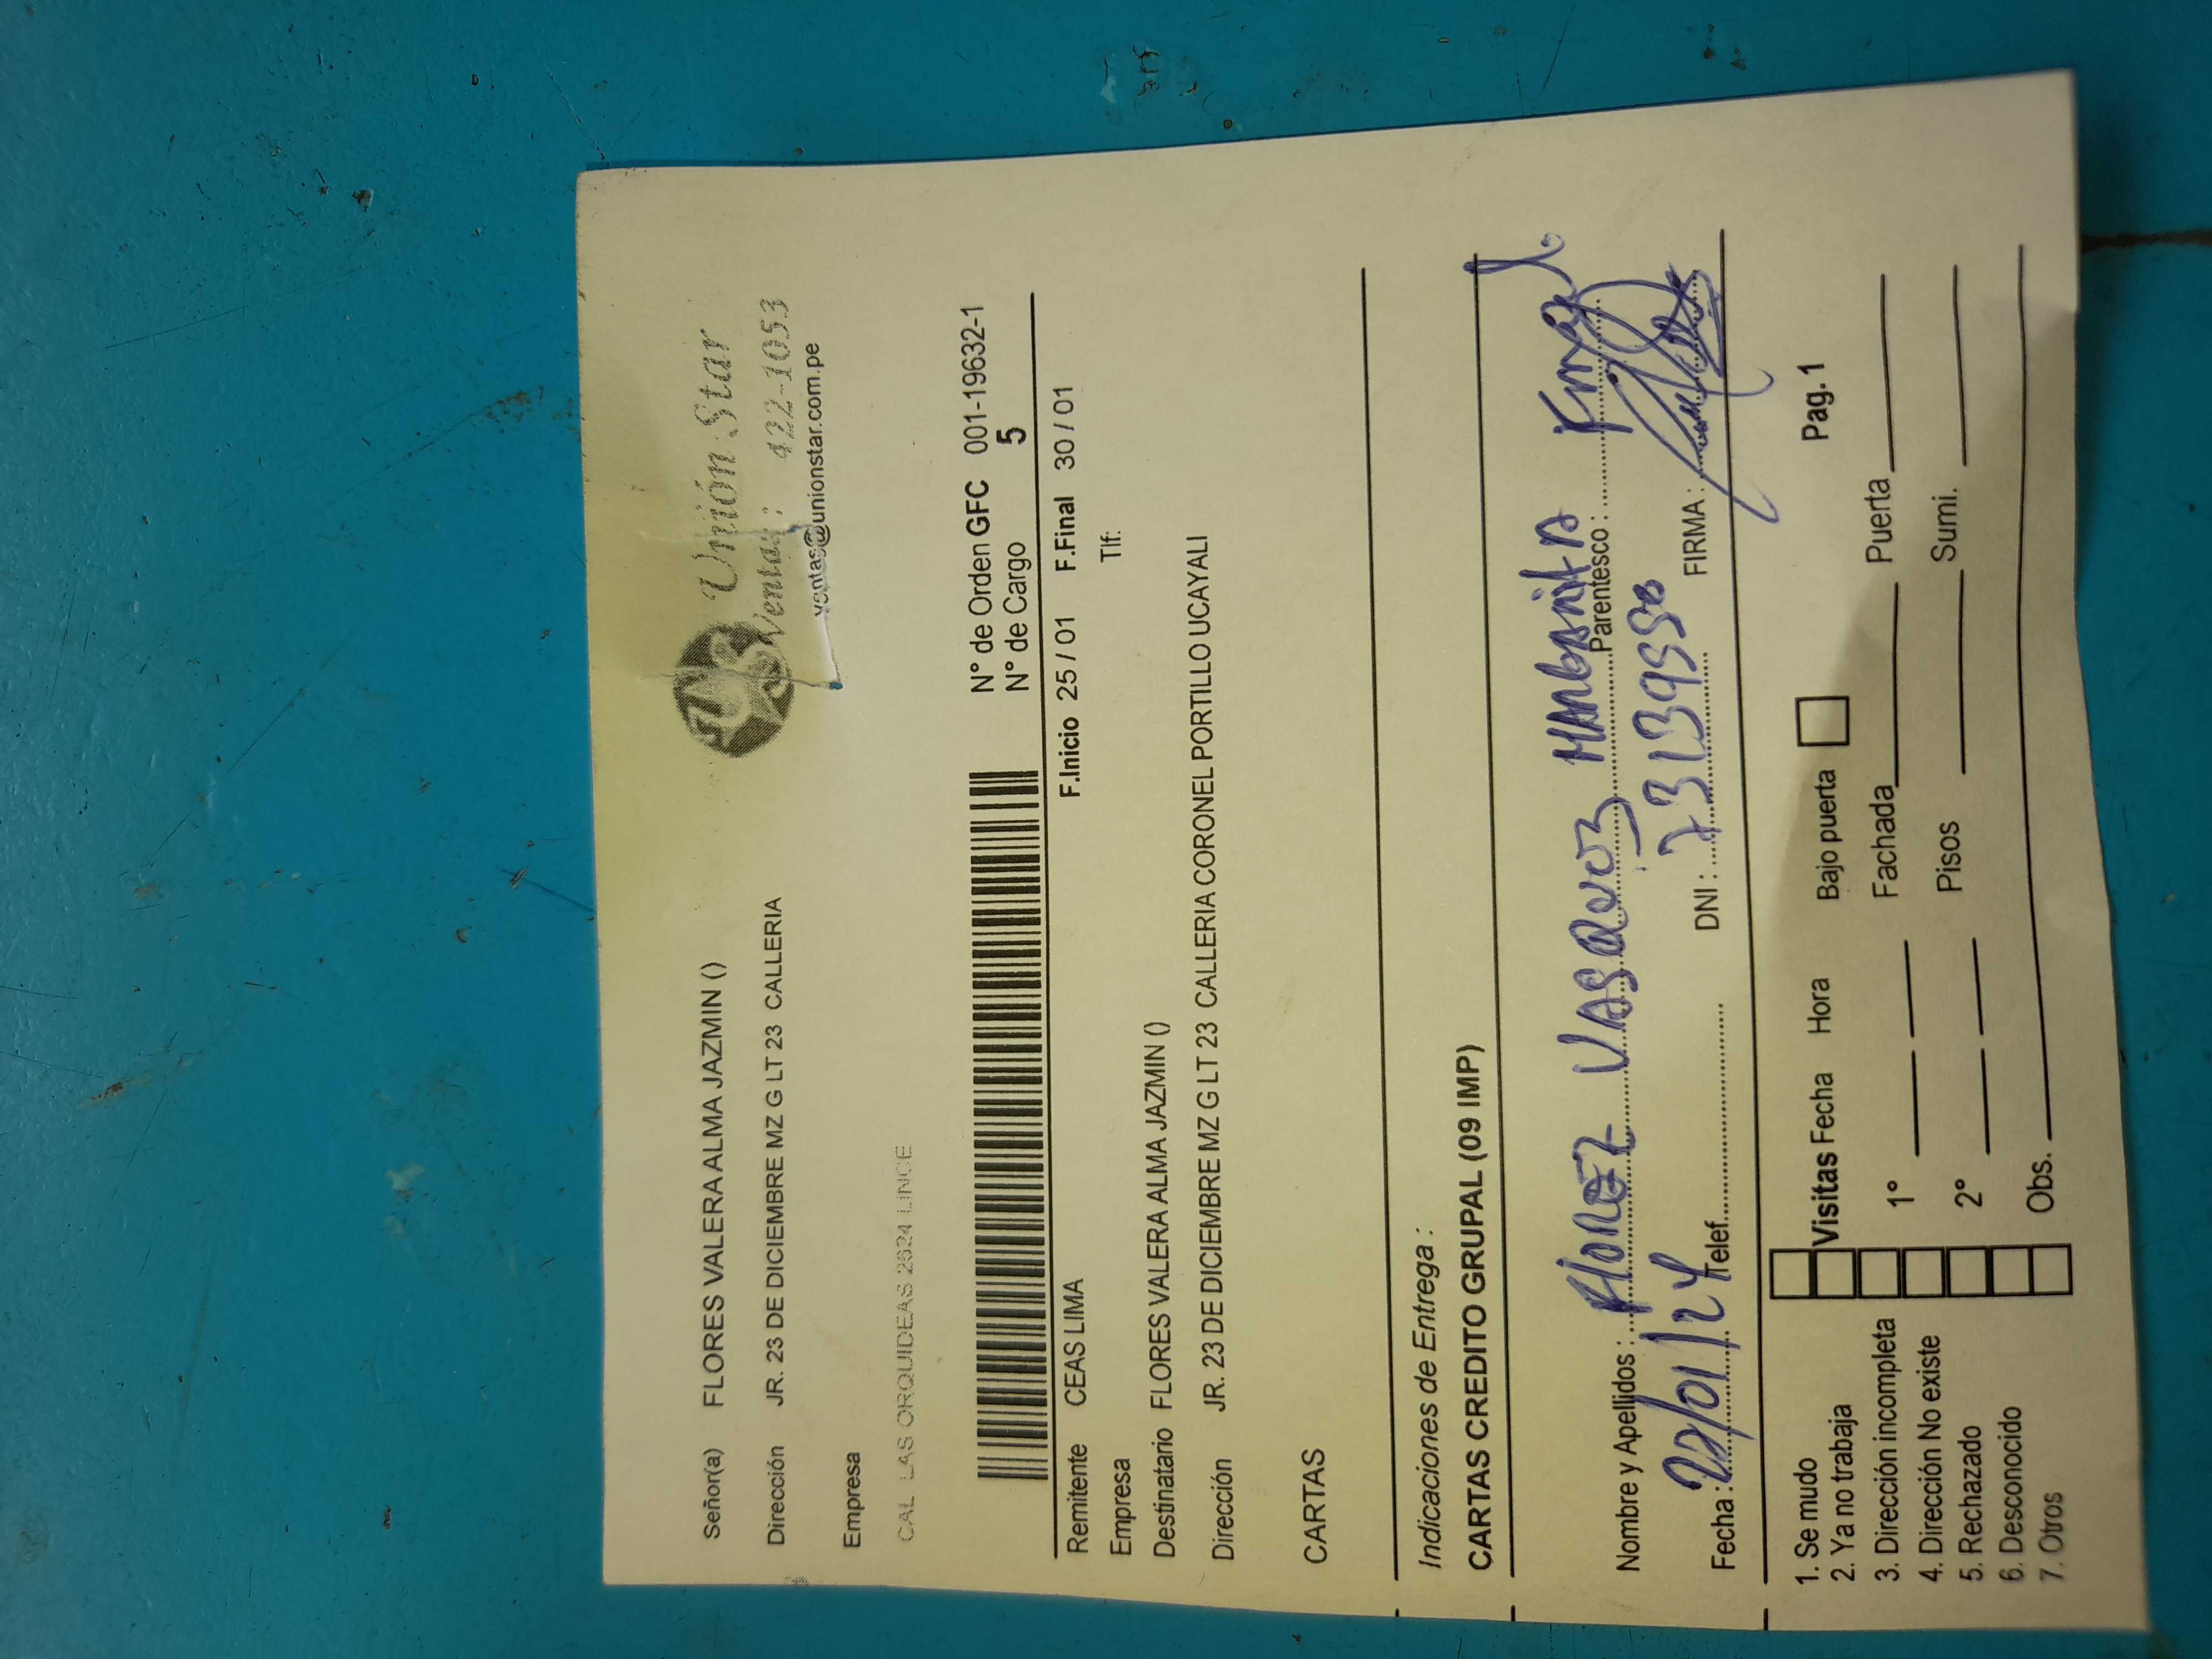 Unión Star
Ventas: 422-1053
ventas@unionstar.com.pe
Señor(a) FLORES VALERA ALMA JAZMIN ()
Dirección JR. 23 DE DICIEMBRE MZ G LT 23 CALLERIA
Empresa
CAL LAS ORQUIDEAS 2624 LINCE
N° de Orden GFC 001-19632-1
N° de Cargo 5
Remitente CEAS LIMA F.Inicio 25 / 01 F.Final 30 / 01
Empresa Tlf:
Destinatario FLORES VALERA ALMA JAZMIN ()
Dirección JR. 23 DE DICIEMBRE MZ G LT 23 CALLERIA CORONEL PORTILLO UCAYALI
CARTAS
Indicaciones de Entrega :
CARTAS CREDITO GRUPAL (09 IMP)
Nombre y Apellidos : VASQUEZ Parentesco :
Fecha : Telef. DNI : FIRMA :
1. Se mudo
2. Ya no trabaja
3. Dirección incompleta
4. Dirección No existe
5. Rechazado
6. Desconocido
7. Otros
Visitas Fecha Hora Bajo puerta Pag. 1
1° Fachada Puerta
2° Pisos Sumi.
Obs.